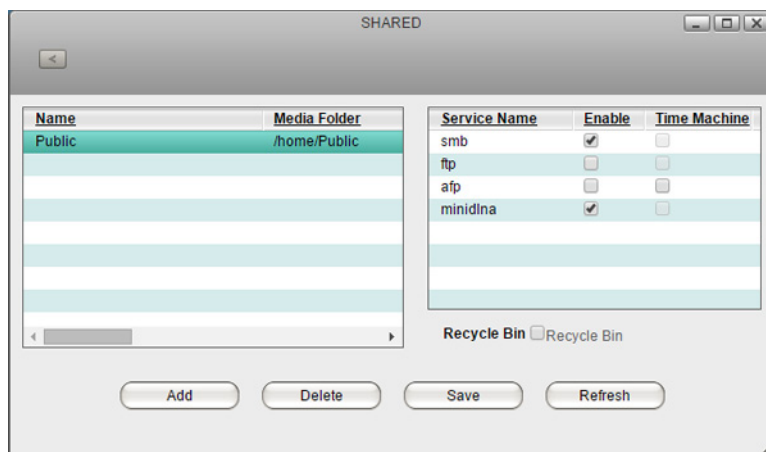 SHARED
<
Name Media Folder
Public /home/Public
Service Name Enable Time Machine
smb
ftp
afp
minidlna
Recycle Bin Recycle Bin
Add Delete Save Refresh